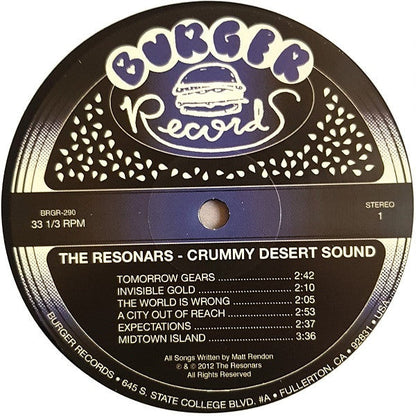 BURGER
Records
BRGR-290
33 1/3 RPM
STEREO
1
THE RESONARS - CRUMMY DESERT SOUND
TOMORROW GEARS ........................ 2:42
INVISIBLE GOLD ........................ 2:10
THE WORLD IS WRONG .................... 2:05
A CITY OUT OF REACH ................... 2:53
EXPECTATIONS .......................... 2:37
MIDTOWN ISLAND ........................ 3:36
All Songs Written by Matt Rendon
℗ & © 2012 The Resonars
All Rights Reserved
BURGER RECORDS • 645 S. STATE COLLEGE BLVD. #A • FULLERTON, CA • 92831 • USA